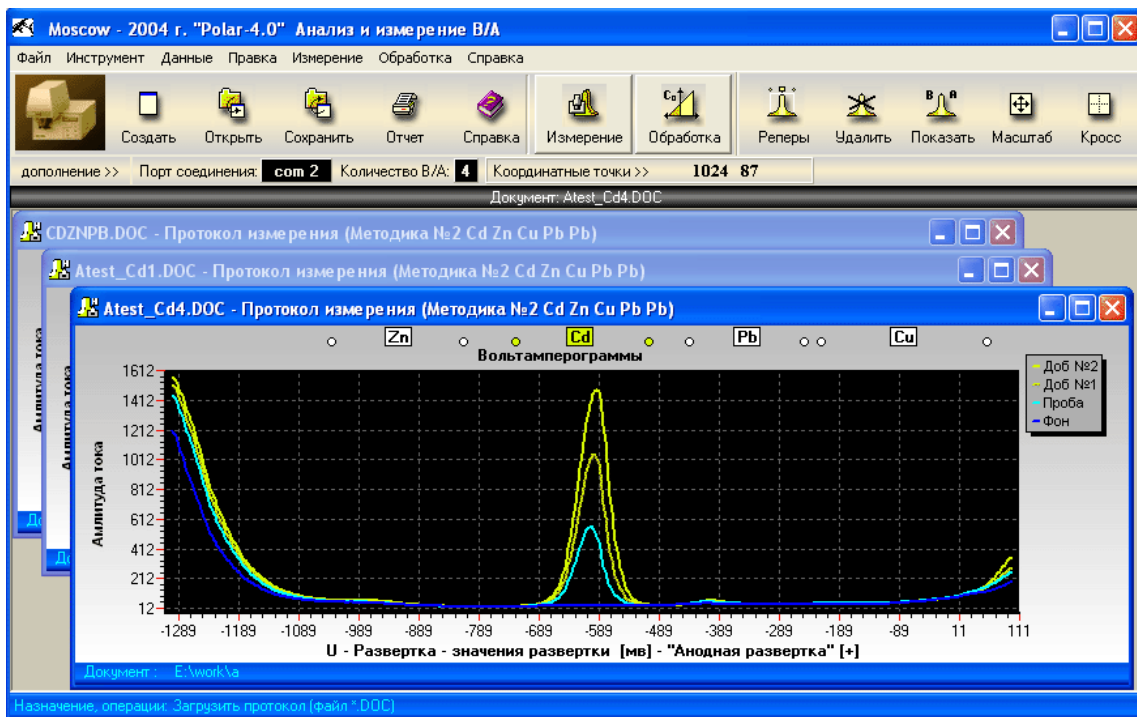 Moscow - 2004 г. "Polar-4.0" Анализ и измерение В/А
Файл Инструмент Данные Правка Измерение Обработка Справка
Создать Открыть Сохранить Отчет Справка Измерение Обработка Реперы Удалить Показать Масштаб Кросс
дополнение >> Порт соединения: com 2 Количество В/А: 4 Координатные точки >> 1024 87
Документ: Atest_Cd4.DOC
CDZNPB.DOC - Протокол измерения (Методика №2 Cd Zn Cu Pb Pb)
Atest_Cd1.DOC - Протокол измерения (Методика №2 Cd Zn Cu Pb Pb)
Atest_Cd4.DOC - Протокол измерения (Методика №2 Cd Zn Cu Pb Pb)
Zn Cd Pb Cu
Вольтамперограммы
Доб №2
Доб №1
Проба
Фон
Амлитуда тока
1612
1412
1212
1012
812
612
412
212
12
-1289 -1189 -1089 -989 -889 -789 -689 -589 -489 -389 -289 -189 -89 11 111
U - Развертка - значения развертки [мв] - "Анодная развертка" [+]
Документ : E:\work\a
Назначение, операции: Загрузить протокол (файл *.DOC)